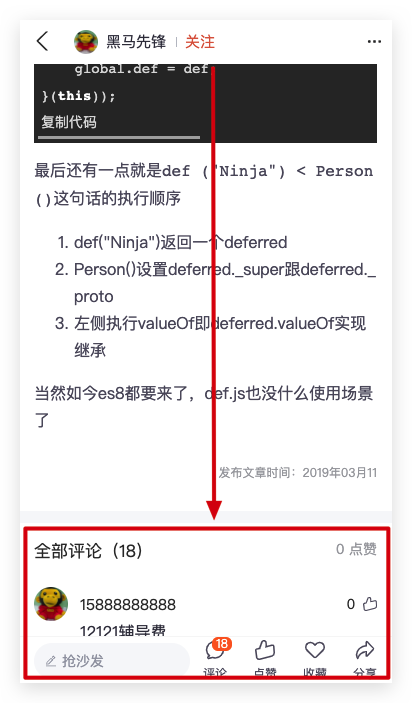 黑马先锋 关注
global.def = def
}(this));
复制代码
最后还有一点就是def ("Ninja") < Person
()这句话的执行顺序
1. def("Ninja")返回一个deferred
2. Person()设置deferred._super跟deferred._
proto
3. 左侧执行valueOf即deferred.valueOf实现
继承
当然如今es8都要来了，def.js也没什么使用场景
了
发布文章时间：2019年03月11
全部评论（18） 0 点赞
15888888888 0
12121辅导费
抢沙发 18
评论 点赞 收藏 分享